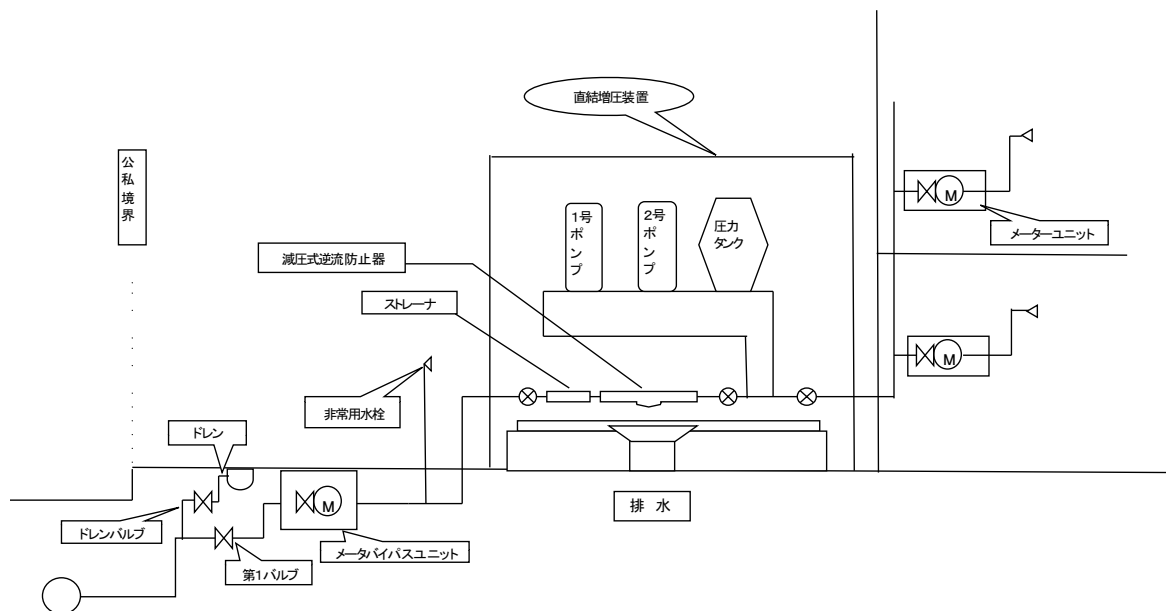 直結増圧装置
公
私
境
界
1号
ポ
ン
プ
2号
ポ
ン
プ
圧力
タンク
M
メーターユニット
減圧式逆流防止器
ストレーナ
M
非常用水栓
ドレン
M
排 水
ドレンバルブ
メータバイパスユニット
第1バルブ